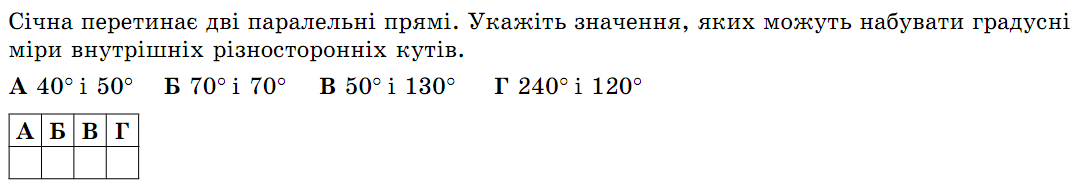 Січна перетинає дві паралельні прямі. Укажіть значення, яких можуть набувати градусні
міри внутрішніх різносторонніх кутів.
А 40° і 50° Б 70° і 70° В 50° і 130° Г 240° і 120°
А Б В Г